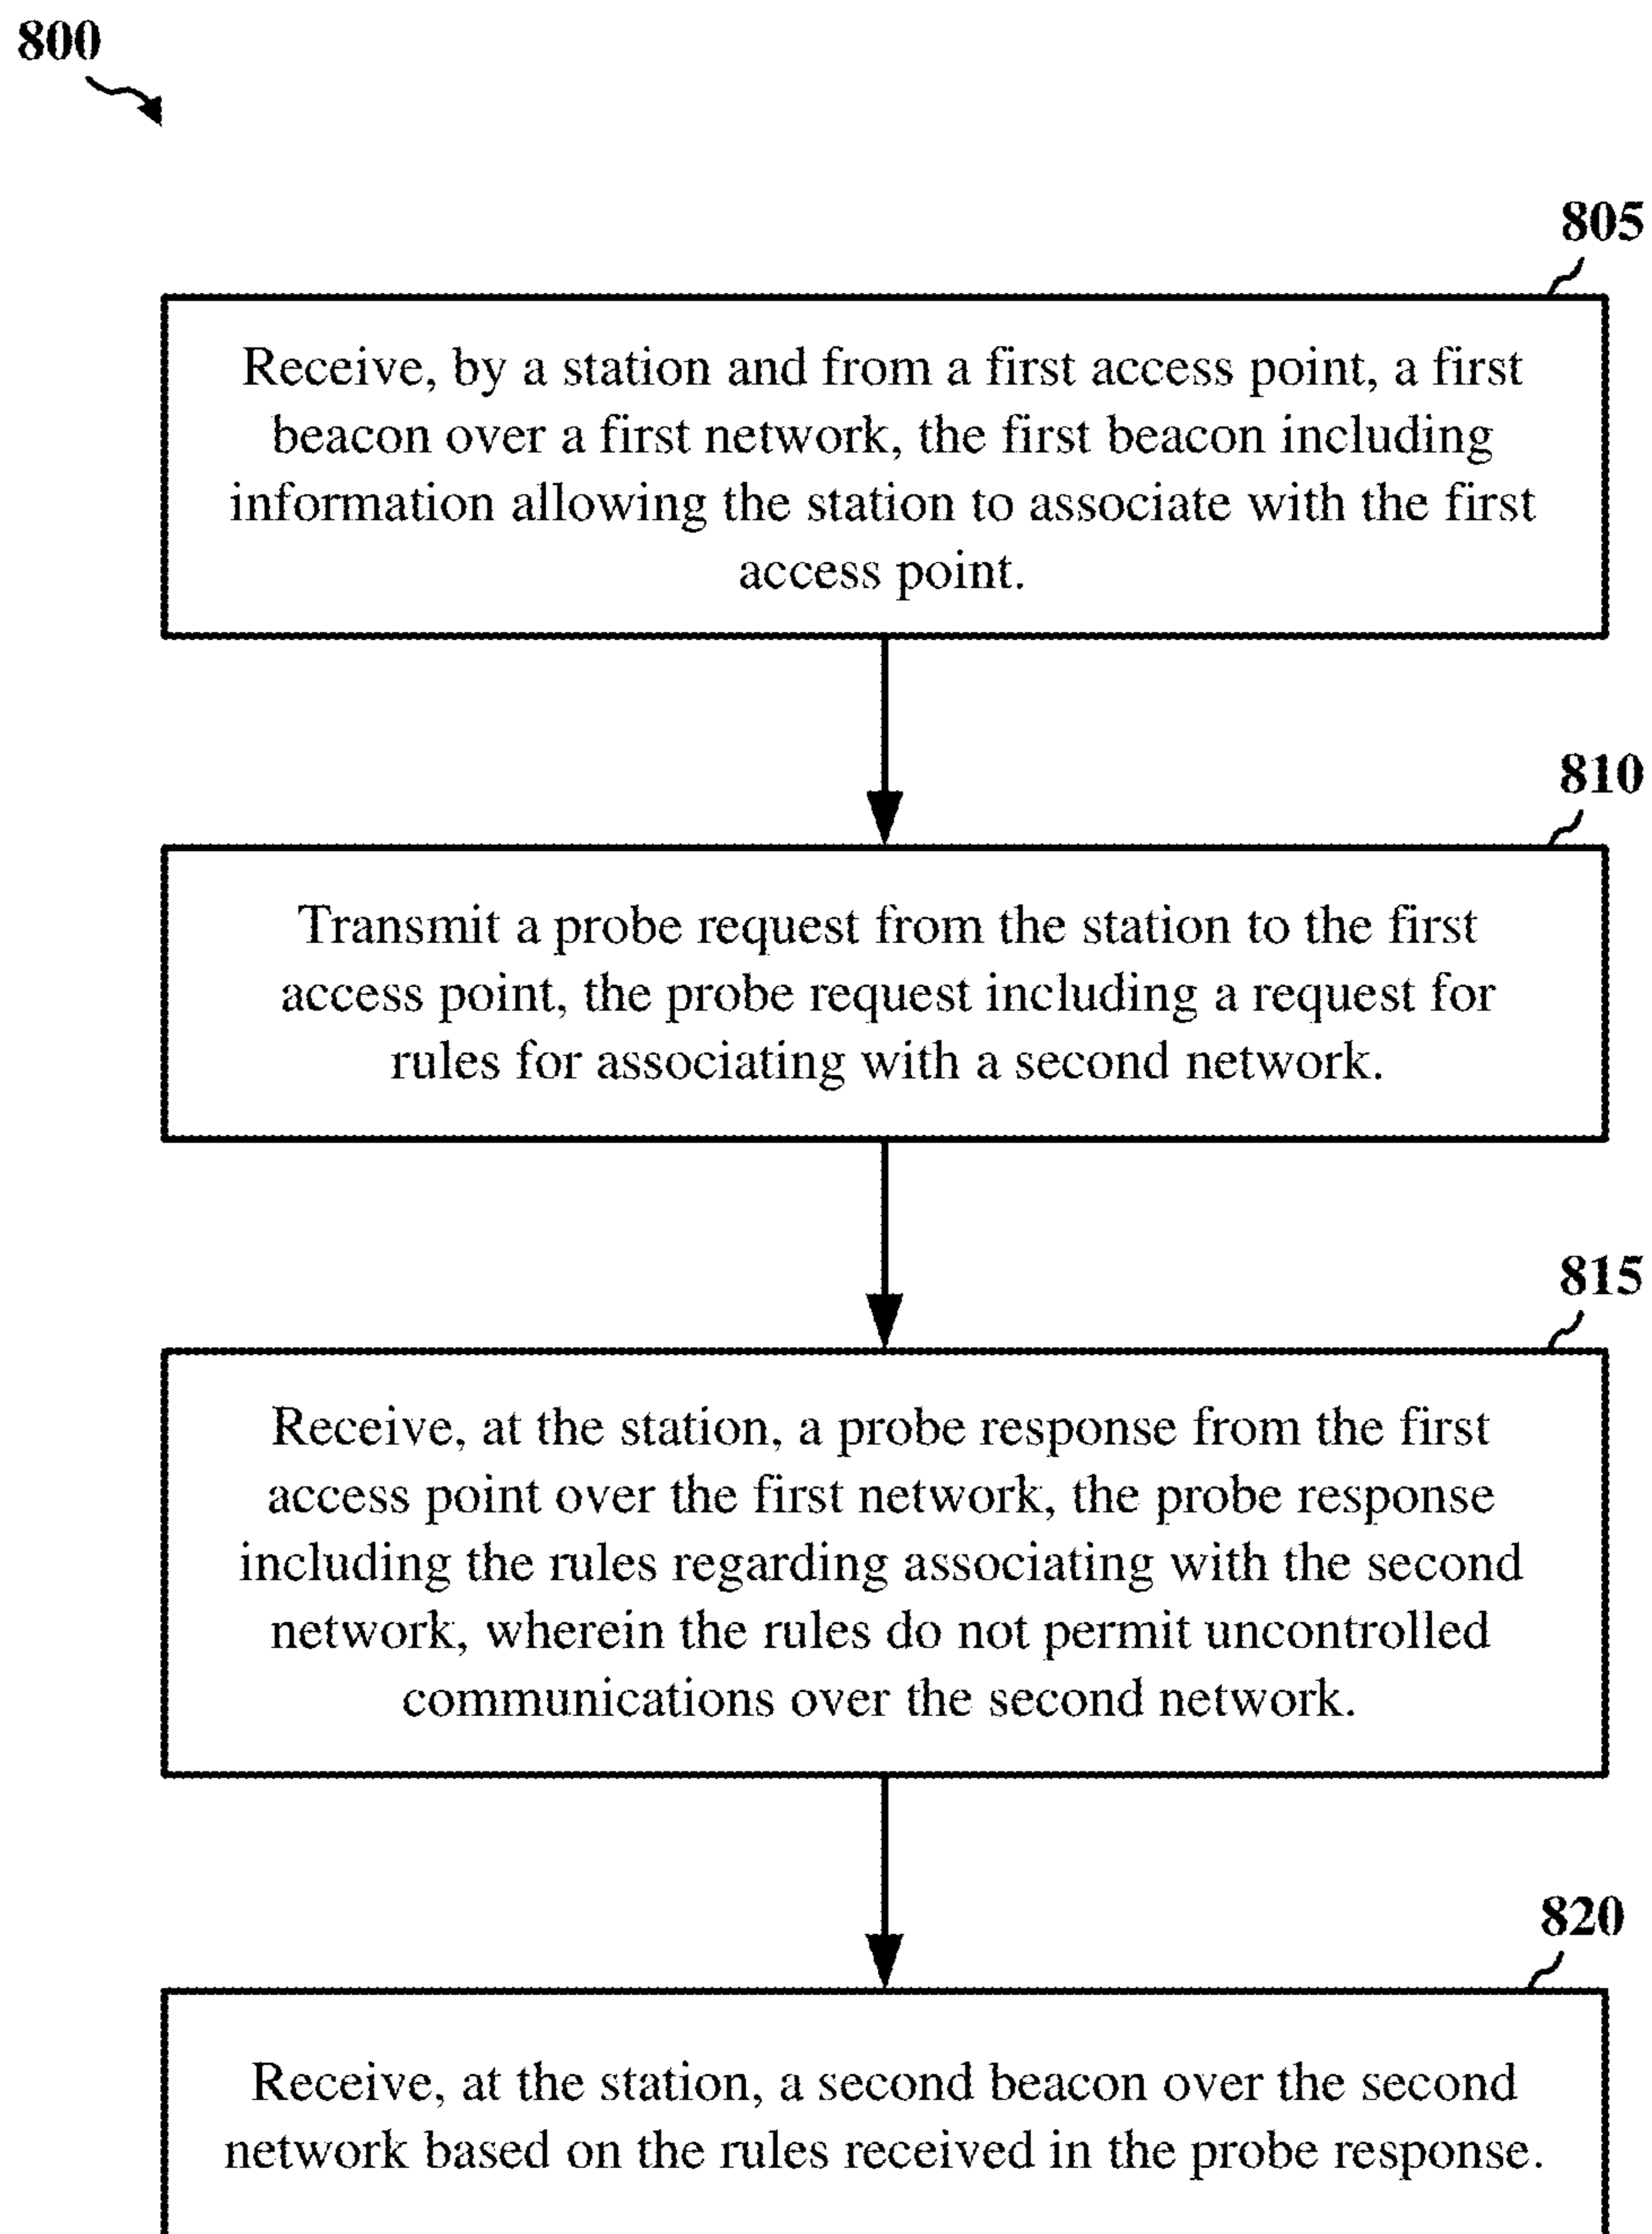 800
805
Receive, by a station and from a first access point, a first
beacon over a first network, the first beacon including
information allowing the station to associate with the first
access point.
810
Transmit a probe request from the station to the first
access point, the probe request including a request for
rules for associating with a second network.
815
Receive, at the station, a probe response from the first
access point over the first network, the probe response
including the rules regarding associating with the second
network, wherein the rules do not permit uncontrolled
communications over the second network.
820
Receive, at the station, a second beacon over the second
network based on the rules received in the probe response.